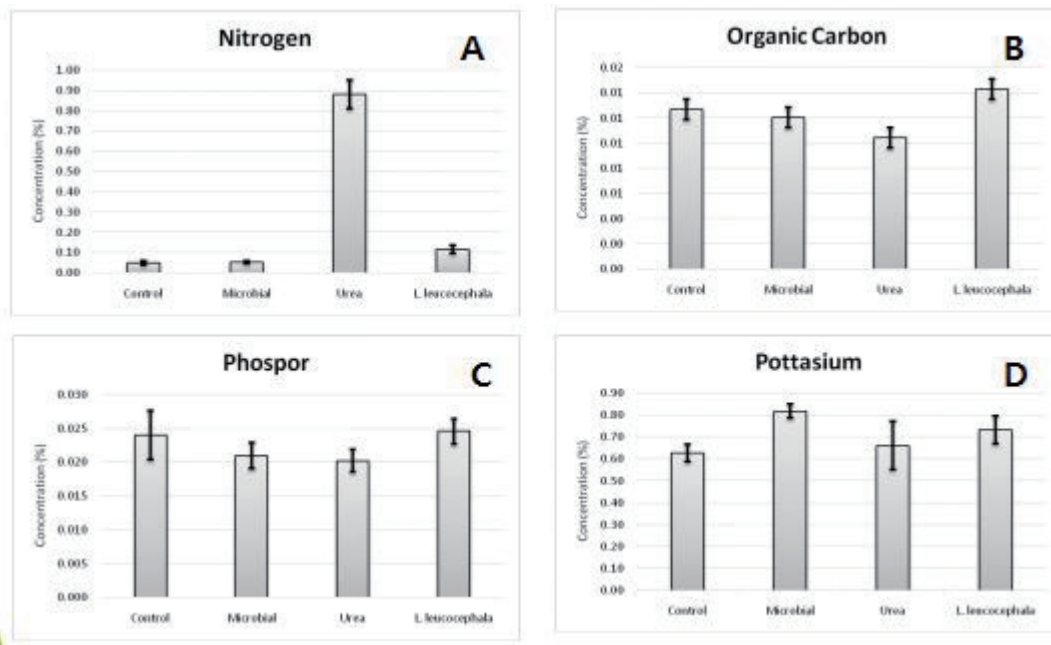 Nitrogen
A
Concentration (%)
1.00
0.90
0.80
0.70
0.60
0.50
0.40
0.30
0.20
0.10
0.00
Control Microbial Urea L. leucocephala
Organic Carbon
B
Concentration (%)
0.02
0.01
0.01
0.01
0.01
0.01
0.00
0.00
0.00
Control Microbial Urea L. leucocephala
Phospor
C
Concentration (%)
0.030
0.025
0.020
0.015
0.010
0.005
0.000
Control Microbial Urea L. leucocephala
Pottasium
D
Concentration (%)
0.90
0.80
0.70
0.60
0.50
0.40
0.30
0.20
0.10
0.00
Control Microbial Urea L. leucocephala